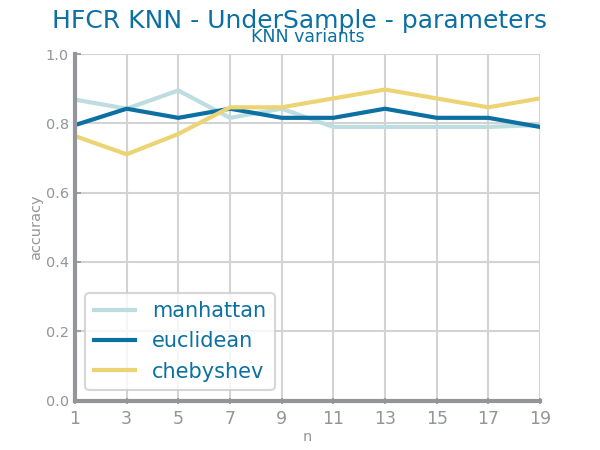 HFCR KNN - UnderSample - parameters
KNN variants
1.0
0.8
0.6
0.4
0.2
0.0
accuracy
manhattan
euclidean
chebyshev
1 3 5 7 9 11 13 15 17 19
n